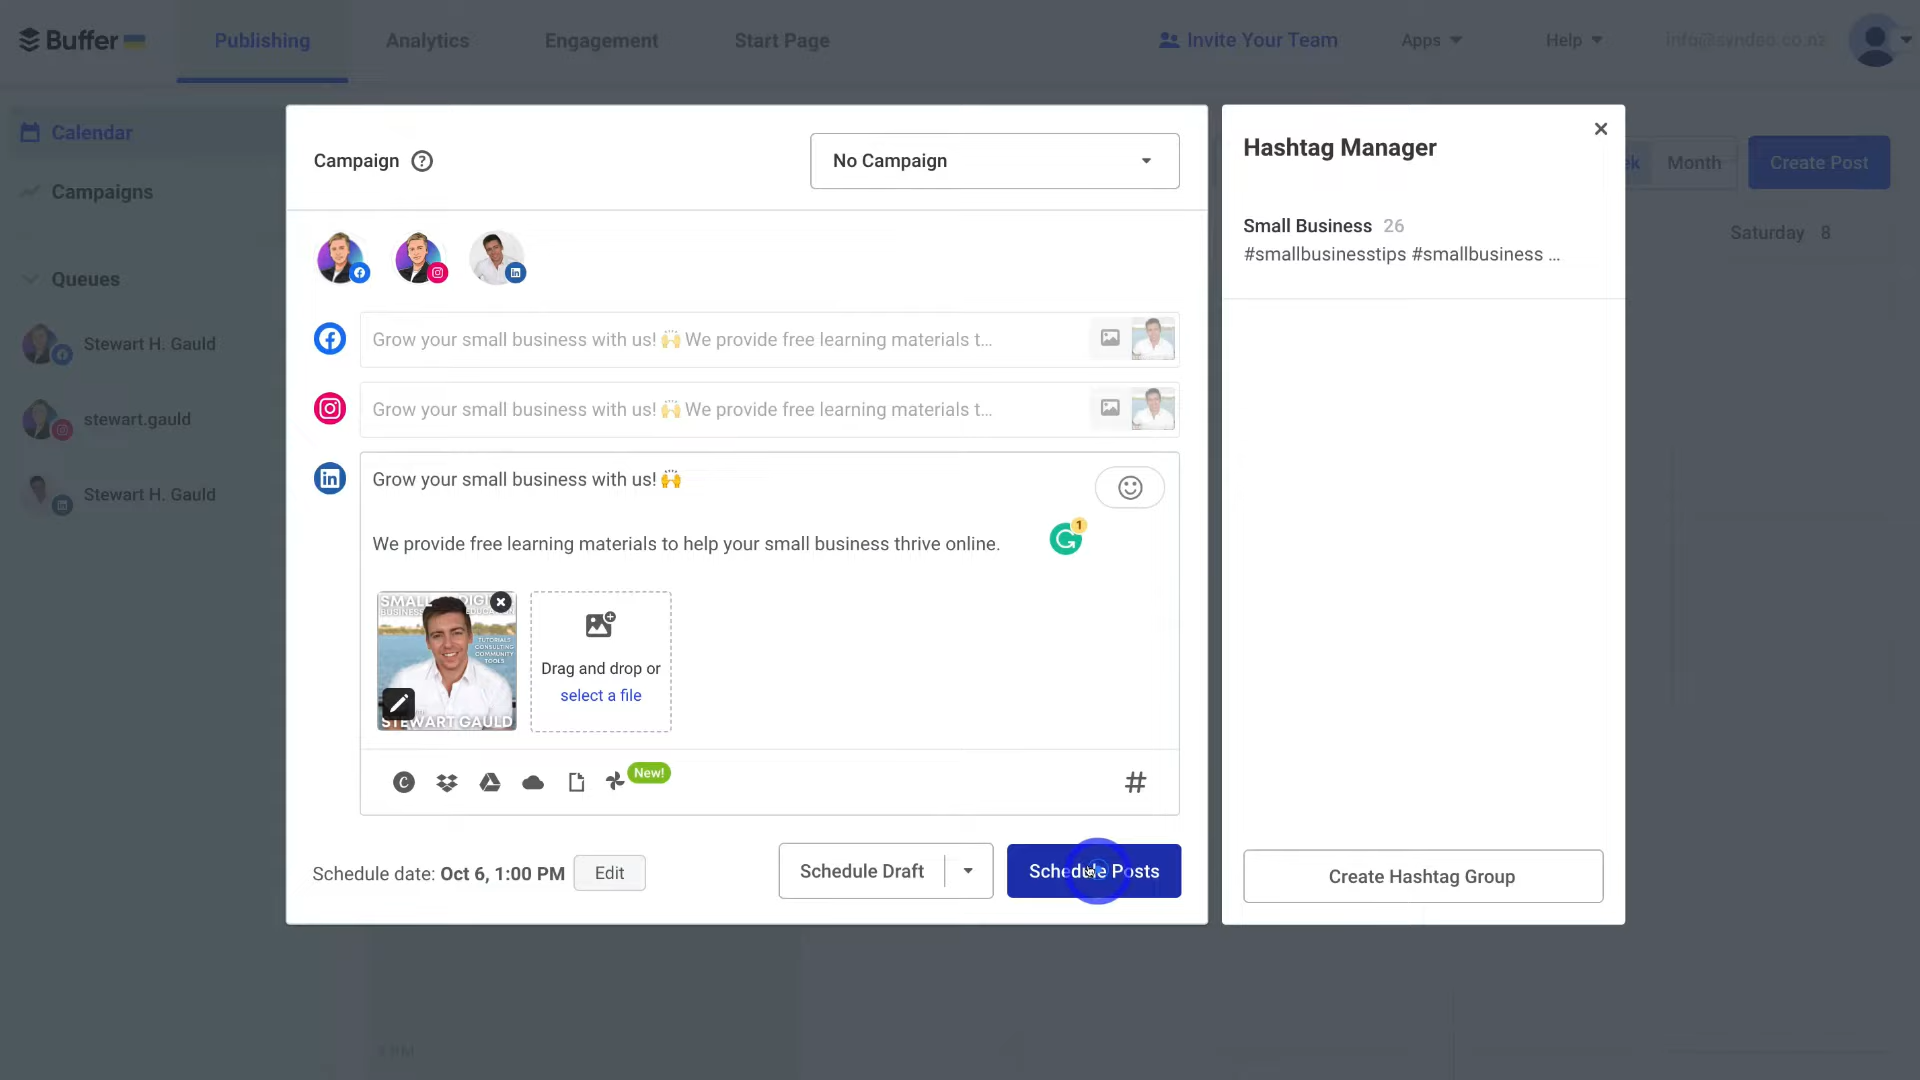 Buffer
Publishing
Analytics
Engagement
Start Page
Invite Your Team
Apps
Help
info@syndeo.co.nz
Calendar
Campaigns
Queues
Stewart H. Gauld
stewart.gauld
Stewart H. Gauld
Month
Create Post
Saturday 8
Campaign ?
No Campaign
Grow your small business with us! 🙌 We provide free learning materials t...
Grow your small business with us! 🙌 We provide free learning materials t...
Grow your small business with us! 🙌
We provide free learning materials to help your small business thrive online.
1
TUTORIALS
CONSULTING
COMMUNITY
TOOLS
STEWART GAULD
Drag and drop or
select a file
New!
#
Schedule date: Oct 6, 1:00 PM
Edit
Schedule Draft
Schedule Posts
Hashtag Manager
Small Business 26
#smallbusinesstips #smallbusiness ...
Create Hashtag Group